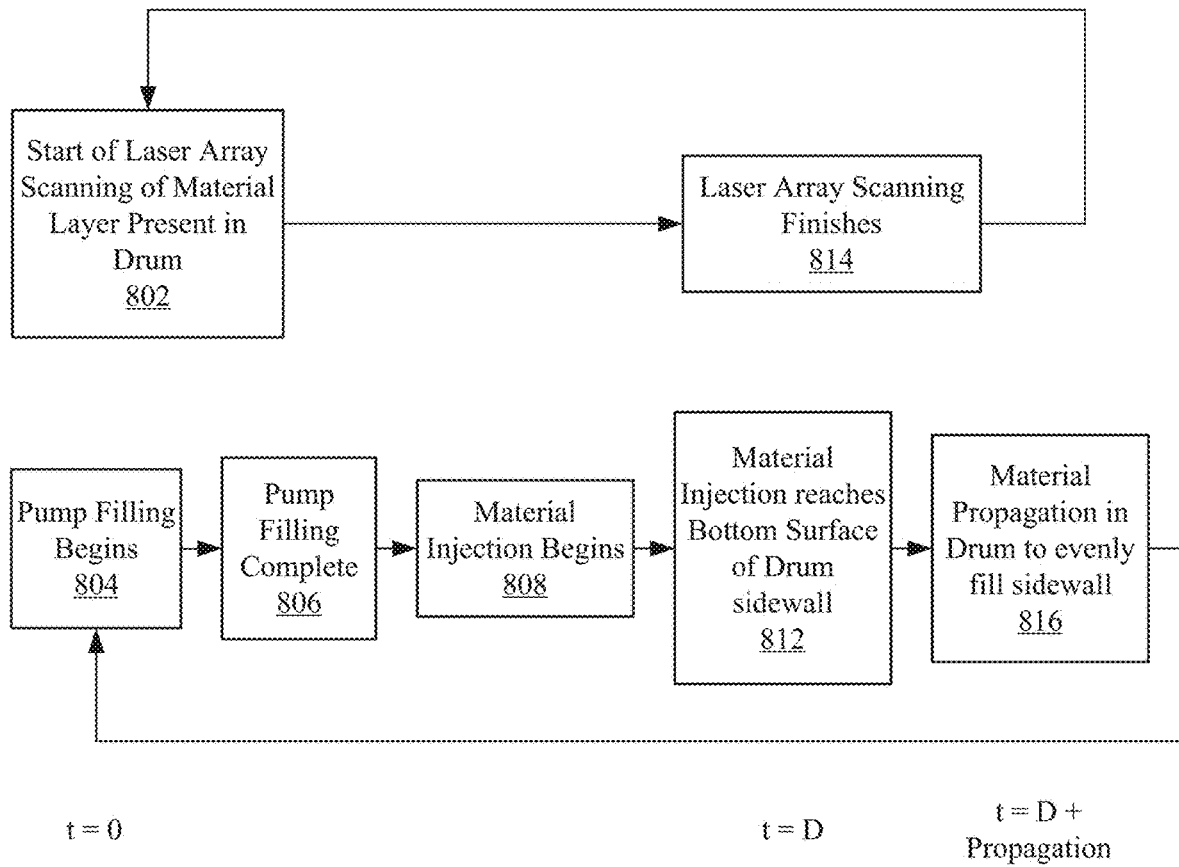 Start of Laser Array
Scanning of Material
Layer Present in
Drum
802
Laser Array Scanning
Finishes
814
Pump Filling
Begins
804
Pump
Filling
Complete
806
Material
Injection Begins
808
Material
Injection reaches
Bottom Surface
of Drum
sidewall
812
Material
Propagation in
Drum to evenly
fill sidewall
816
t = 0
t = D
t = D +
Propagation